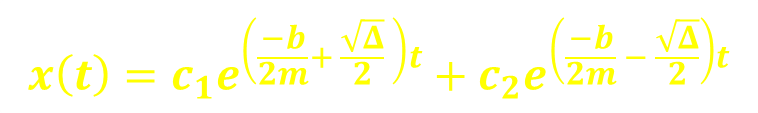 x(t) = c₁e^((-b/2m + √Δ/2)t) + c₂e^((-b/2m - √Δ/2)t)